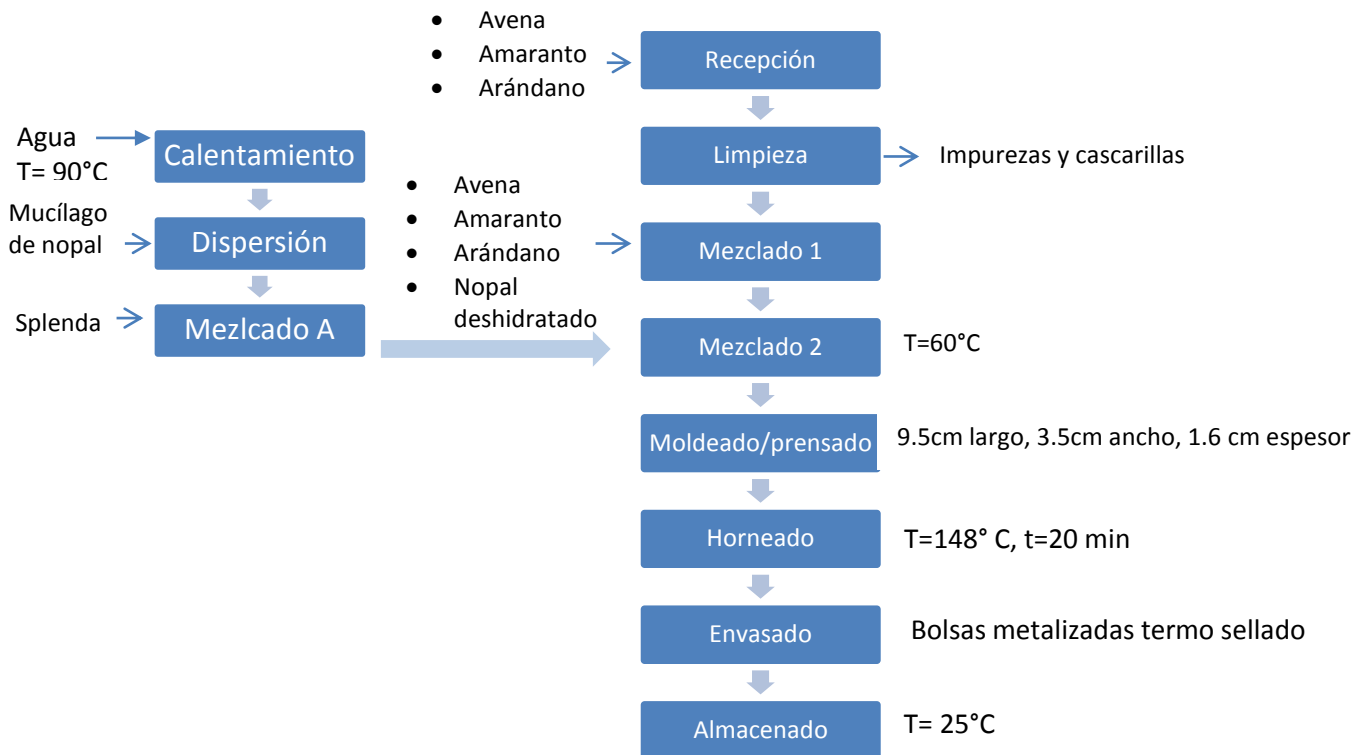 • Avena
• Amaranto
• Arándano
Recepción
Limpieza
Impurezas y cascarillas
Agua
T= 90°C
Calentamiento
Mucílago
de nopal
Dispersión
Splenda
Mezlcado A
• Avena
• Amaranto
• Arándano
• Nopal
deshidratado
Mezclado 1
Mezclado 2
T=60°C
Moldeado/prensado
9.5cm largo, 3.5cm ancho, 1.6 cm espesor
Horneado
T=148° C, t=20 min
Envasado
Bolsas metalizadas termo sellado
Almacenado
T= 25°C